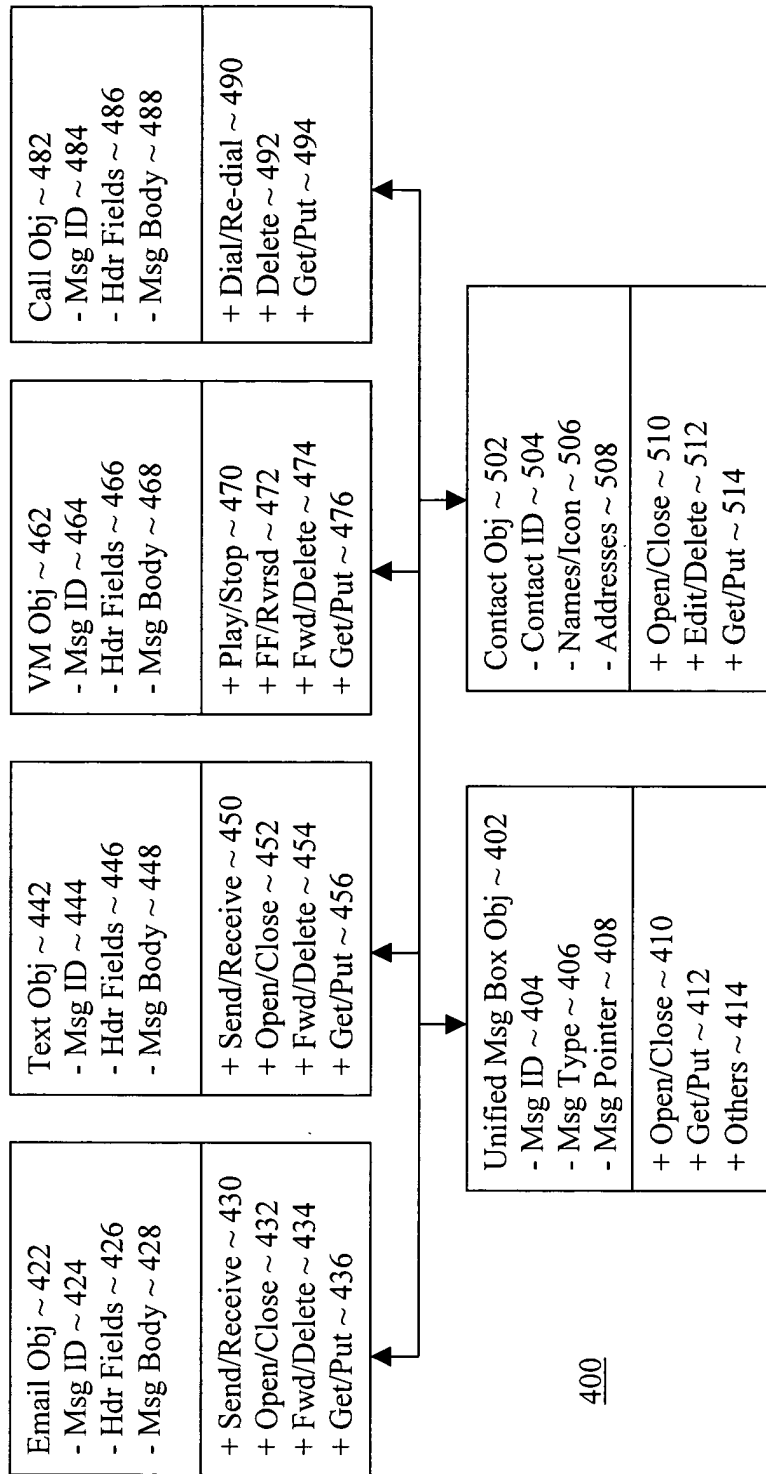 Email Obj ~ 422
- Msg ID ~ 424
- Hdr Fields ~ 426
- Msg Body ~ 428
+ Send/Receive ~ 430
+ Open/Close ~ 432
+ Fwd/Delete ~ 434
+ Get/Put ~ 436
Text Obj ~ 442
- Msg ID ~ 444
- Hdr Fields ~ 446
- Msg Body ~ 448
+ Send/Receive ~ 450
+ Open/Close ~ 452
+ Fwd/Delete ~ 454
+ Get/Put ~ 456
VM Obj ~ 462
- Msg ID ~ 464
- Hdr Fields ~ 466
- Msg Body ~ 468
+ Play/Stop ~ 470
+ FF/Rvrsd ~ 472
+ Fwd/Delete ~ 474
+ Get/Put ~ 476
Call Obj ~ 482
- Msg ID ~ 484
- Hdr Fields ~ 486
- Msg Body ~ 488
+ Dial/Re-dial ~ 490
+ Delete ~ 492
+ Get/Put ~ 494
Unified Msg Box Obj ~ 402
- Msg ID ~ 404
- Msg Type ~ 406
- Msg Pointer ~ 408
+ Open/Close ~ 410
+ Get/Put ~ 412
+ Others ~ 414
Contact Obj ~ 502
- Contact ID ~ 504
- Names/Icon ~ 506
- Addresses ~ 508
+ Open/Close ~ 510
+ Edit/Delete ~ 512
+ Get/Put ~ 514
400